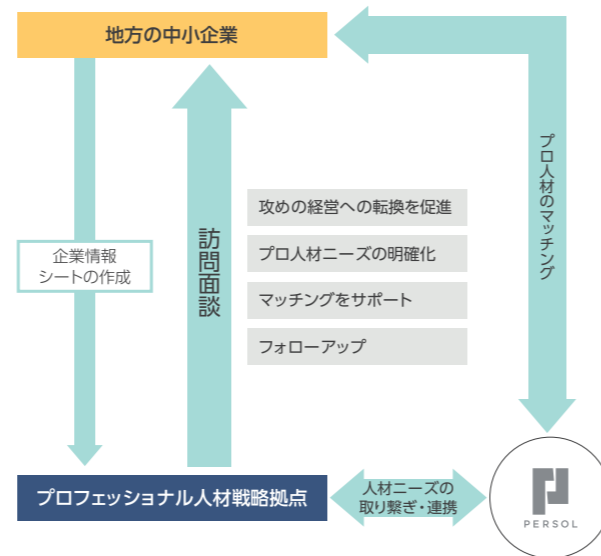 地方の中小企業
プロ人材のマッチング
攻めの経営への転換を促進
訪問面談
企業情報
シートの作成
プロ人材ニーズの明確化
マッチングをサポート
フォローアップ
プロフェッショナル人材戦略拠点
人材ニーズの
取り繋ぎ・連携
PERSOL